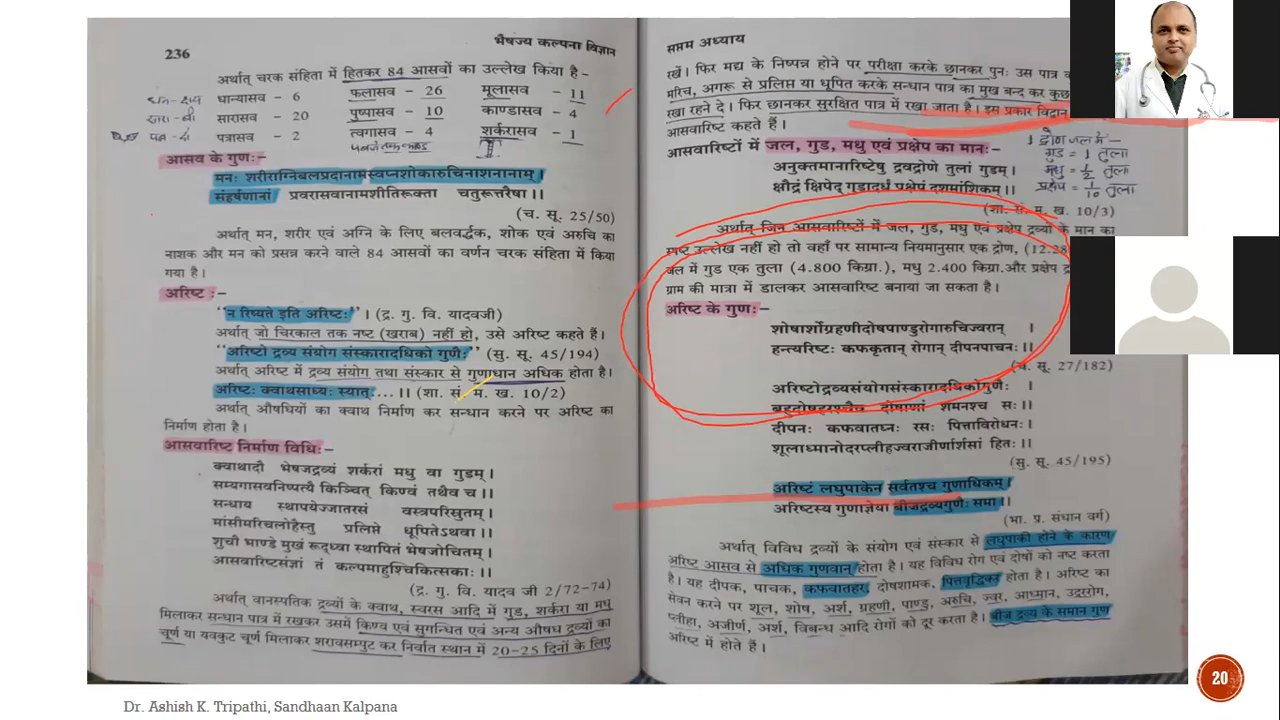 236
भैषज्य कल्पना विज्ञान
अर्थात् चरक संहिता में हितकर 84 आसवों का उल्लेख किया है -
धान्यासव - 6 फलासव - 26 मूलासव - 11
सारासव - 20 पुष्पासव - 10 काण्डासव - 4
पत्रासव - 2 त्वगासव - 4 शर्करासव - 1
आसव के गुण:-
मनः शरीराग्निबलप्रदानामस्वप्नशोकारुचिनाशनानाम्।
संहर्षणानां प्रवरासवानामशीतिरूक्ता चतुरूत्तरैषा।।
(च. सू. 25/50)
अर्थात् मन, शरीर एवं अग्नि के लिए बलवर्द्धक, शोक एवं अरुचि का
नाशक और मन को प्रसन्न करने वाले 84 आसवों का वर्णन चरक संहिता में किया
गया है।
अरिष्ट :-
"न रिष्यते इति अरिष्टः"। (द्र. गु. वि. यादवजी)
अर्थात् जो चिरकाल तक नष्ट (खराब) नहीं हो, उसे अरिष्ट कहते हैं।
"अरिष्टो द्रव्य संयोग संस्कारादधिको गुणैः" (सु. सू. 45/194)
अर्थात् अरिष्ट में द्रव्य संयोग तथा संस्कार से गुणाधान अधिक होता है।
अरिष्टः क्वाथसाध्यः स्यात्....।। (शा. सं. म. ख. 10/2)
अर्थात् औषधियों का क्वाथ निर्माण कर सन्धान करने पर अरिष्ट का
निर्माण होता है।
आसवारिष्ट निर्माण विधि:-
क्वाथादौ भेषजद्रव्यं शर्करां मधु वा गुडम्।
सम्यगासवनिष्पत्यै किञ्चित् किण्वं तथैव च।।
सन्धाय स्थापयेज्जातरसं वस्त्रपरिस्रुतम्।
मांसीमरिचलोहैस्तु प्रलिप्ते धूपितेऽथवा।।
शुचौ भाण्डे मुखं रूद्ध्वा स्थापितं भेषजोचितम्।
आसवारिष्टसंज्ञां तं कल्पमाहुश्चिकित्सकाः।।
(द्र. गु. वि. यादव जी 2/72-74)
अर्थात् वानस्पतिक द्रव्यों के क्वाथ, स्वरस आदि में गुड, शर्करा या मधु
मिलाकर सन्धान पात्र में रखकर उसमें किण्व एवं सुगन्धित एवं अन्य औषध द्रव्यों का
चूर्ण या यवकुट चूर्ण मिलाकर शरावसम्पुट कर निर्वात स्थान में 20-25 दिनों के लिए
सप्तम अध्याय
रखें। फिर मद्य के निष्पन्न होने पर परीक्षा करके छानकर पुनः उस पात्र
मरिच, अगरू से प्रलिप्त या धूपित करके सन्धान पात्र का मुख बन्द कर कुछ
रखा रहने दे। फिर छानकर सुरक्षित पात्र में रखा जाता है। इस प्रकार विद्वान
आसवारिष्ट कहते हैं।
1 द्रोण जल में -
गुड = 1 तुला
मधु = 1/2 तुला
प्रक्षेप = 1/10 तुला
आसवारिष्टों में जल, गुड, मधु एवं प्रक्षेप का मान:-
अनुक्तमानारिष्टेषु द्रवद्रोणे तुलां गुडम्।
क्षौद्रं क्षिपेद् गुडादर्धं प्रक्षेपं दशमांशिकम्।।
(शा. सं. म. ख. 10/3)
अर्थात् जिन आसवारिष्टों में जल, गुड, मधु एवं प्रक्षेप द्रव्यों के मान का
स्पष्ट उल्लेख नहीं हो तो वहाँ पर सामान्य नियमानुसार एक द्रोण, (12.28
जल में गुड एक तुला (4.800 किग्रा.), मधु 2.400 किग्रा.और प्रक्षेप
ग्राम की मात्रा में डालकर आसवारिष्ट बनाया जा सकता है।
अरिष्ट के गुण:-
शोषार्शोग्रहणीदोषपाण्डुरोगारुचिज्वरान् ।
हन्त्यरिष्टः कफकृतान् रोगान् दीपनपाचनः।।
(च. सू. 27/182)
अरिष्टोद्रव्यसंयोगसंस्कारादधिकोगुणैः ।
बहुदोषहरश्चैव दोषाणां शमनश्च सः।।
दीपनः कफवातघ्नः रसः पित्ताविरोधनः।
शूलाध्मानोदरप्लीहज्वराजीर्णार्शसां हितः।।
(सु. सू. 45/195)
अरिष्टं लघुपाकेन सर्वतश्च गुणाधिकम्।
अरिष्टस्य गुणाज्ञेया बीजद्रव्यगुणैः समा।।
(भा. प्र. संधान वर्ग)
अर्थात् विविध द्रव्यों के संयोग एवं संस्कार से लघुपाकी होने के कारण
अरिष्ट आसव से अधिक गुणवान् होता है। यह विविध रोग एवं दोषों को नष्ट करता
है। यह दीपक, पाचक, कफवातहर, दोषशामक, पित्तवृद्धिकर होता है। अरिष्ट का
सेवन करने पर शूल, शोष, अर्श, ग्रहणी, पाण्डु, अरुचि, ज्वर, आध्मान, उदररोग,
प्लीहा, अजीर्ण, अर्श, विबन्ध आदि रोगों को दूर करता है। बीज द्रव्य के समान गुण
अरिष्ट में होते हैं।
20
Dr. Ashish K. Tripathi, Sandhaan Kalpana